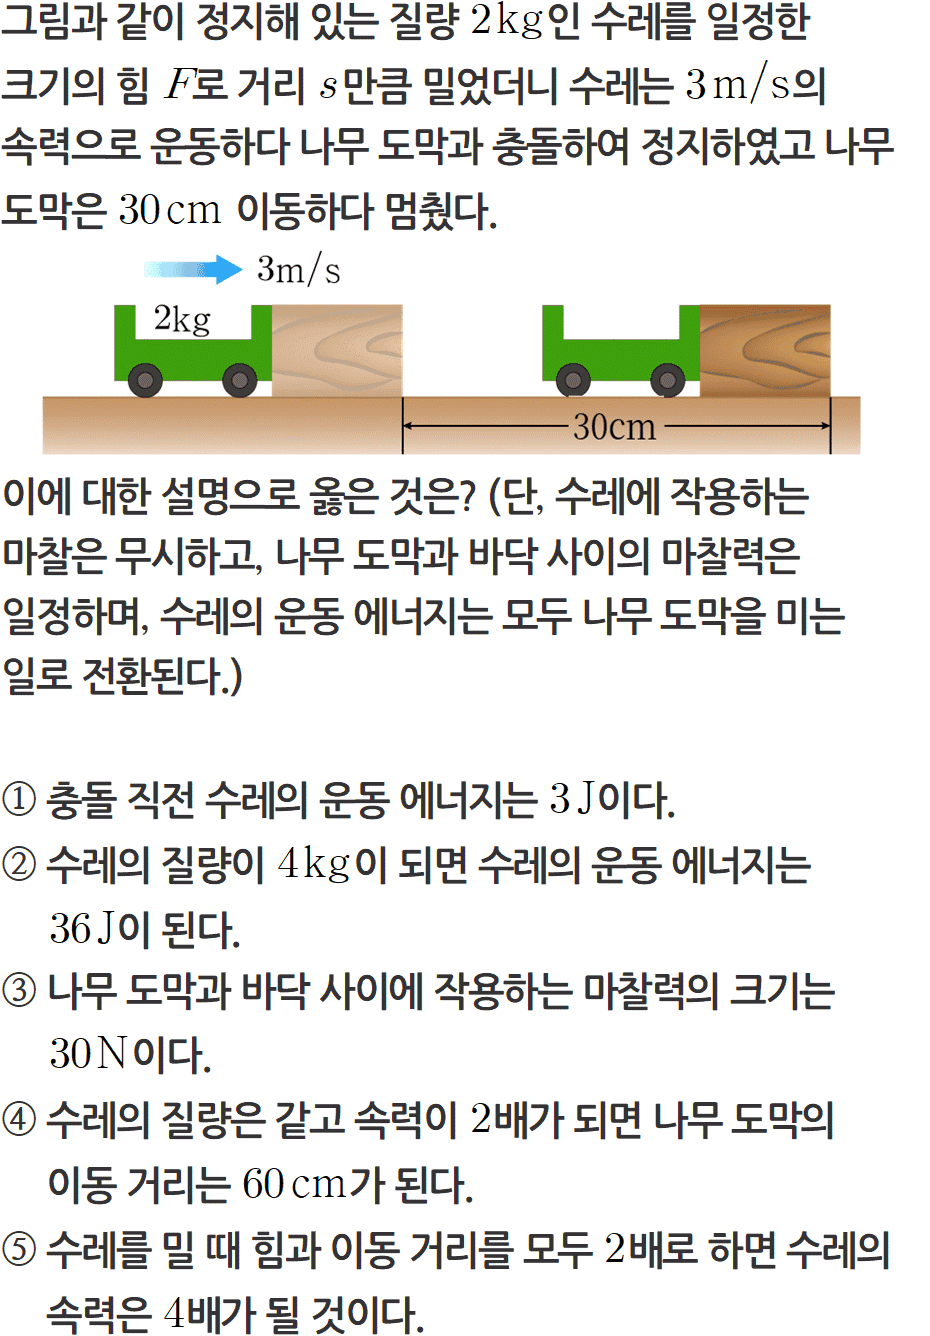 그림과 같이 정지해 있는 질량 2kg인 수레를 일정한
크기의 힘 F로 거리 s만큼 밀었더니 수레는 3m/s의
속력으로 운동하다 나무 도막과 충돌하여 정지하였고 나무
도막은 30cm 이동하다 멈췄다.
3m/s
2kg
30cm
이에 대한 설명으로 옳은 것은? (단, 수레에 작용하는
마찰은 무시하고, 나무 도막과 바닥 사이의 마찰력은
일정하며, 수레의 운동 에너지는 모두 나무 도막을 미는
일로 전환된다.)
① 충돌 직전 수레의 운동 에너지는 3J이다.
② 수레의 질량이 4kg이 되면 수레의 운동 에너지는
36J이 된다.
③ 나무 도막과 바닥 사이에 작용하는 마찰력의 크기는
30N이다.
④ 수레의 질량은 같고 속력이 2배가 되면 나무 도막의
이동 거리는 60cm가 된다.
⑤ 수레를 밀 때 힘과 이동 거리를 모두 2배로 하면 수레의
속력은 4배가 될 것이다.